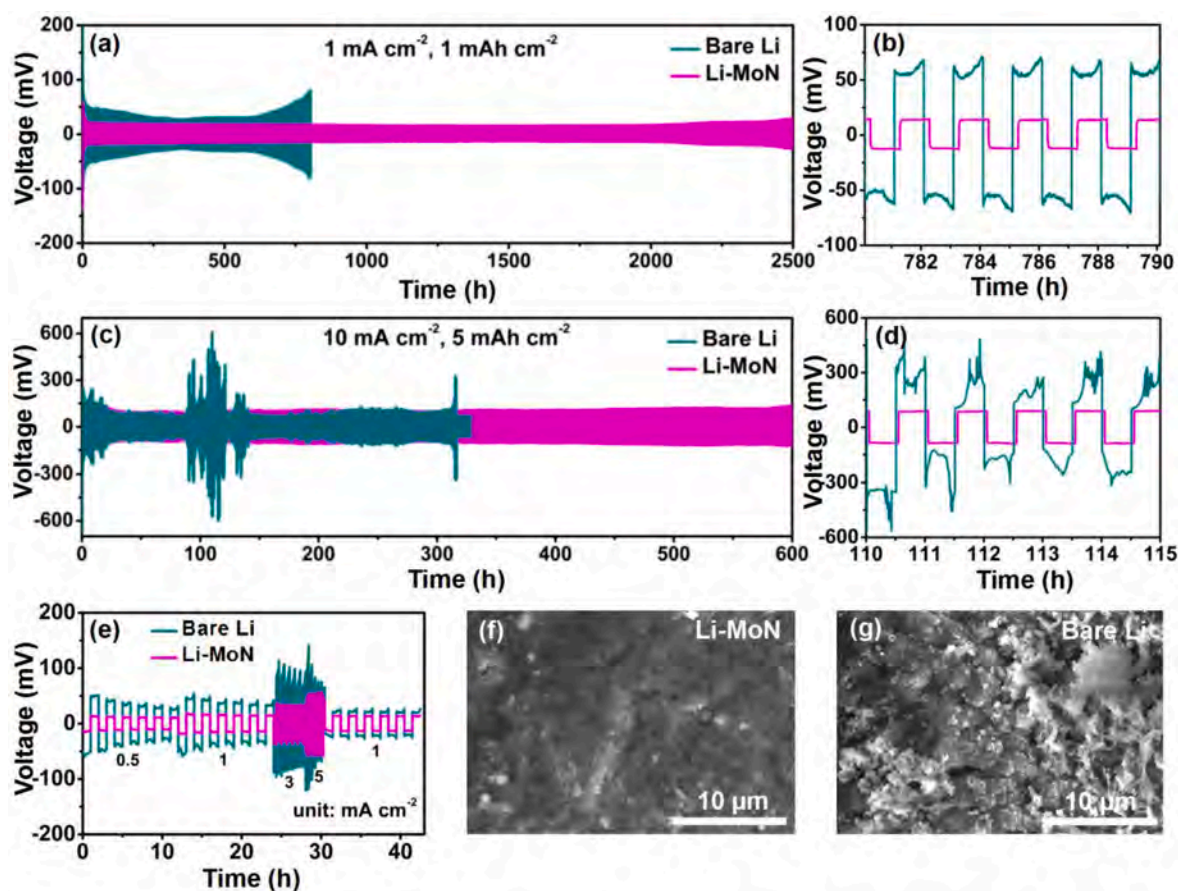 (a)
1 mA cm-2, 1 mAh cm-2
Bare Li
Li-MoN
Voltage (mV)
200
100
0
-100
-200
0
500
1000
1500
2000
2500
Time (h)
(b)
Voltage (mV)
100
50
0
-50
-100
782
784
786
788
790
Time (h)
(c)
10 mA cm-2, 5 mAh cm-2
Bare Li
Li-MoN
Voltage (mV)
600
300
0
-300
-600
0
100
200
300
400
500
600
Time (h)
(d)
Voltage (mV)
600
300
0
-300
-600
110
111
112
113
114
115
Time (h)
(e)
Bare Li
Li-MoN
Voltage (mV)
200
100
0
-100
-200
0.5
1
3
5
1
unit: mA cm-2
0
10
20
30
40
Time (h)
(f)
Li-MoN
10 µm
(g)
Bare Li
10 µm